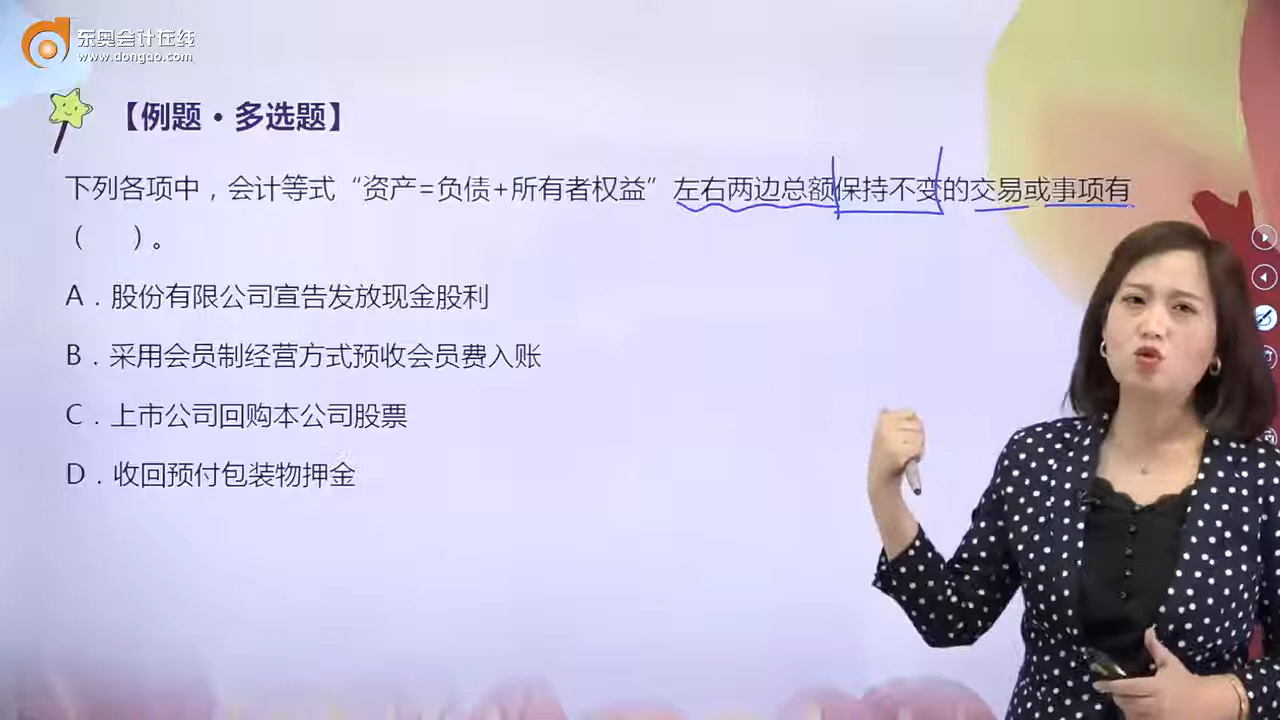 东奥会计在线
www.dongao.com
【例题·多选题】
下列各项中，会计等式“资产=负债+所有者权益”左右两边总额保持不变的交易或事项有
（　）。
A．股份有限公司宣告发放现金股利
B．采用会员制经营方式预收会员费入账
C．上市公司回购本公司股票
D．收回预付包装物押金